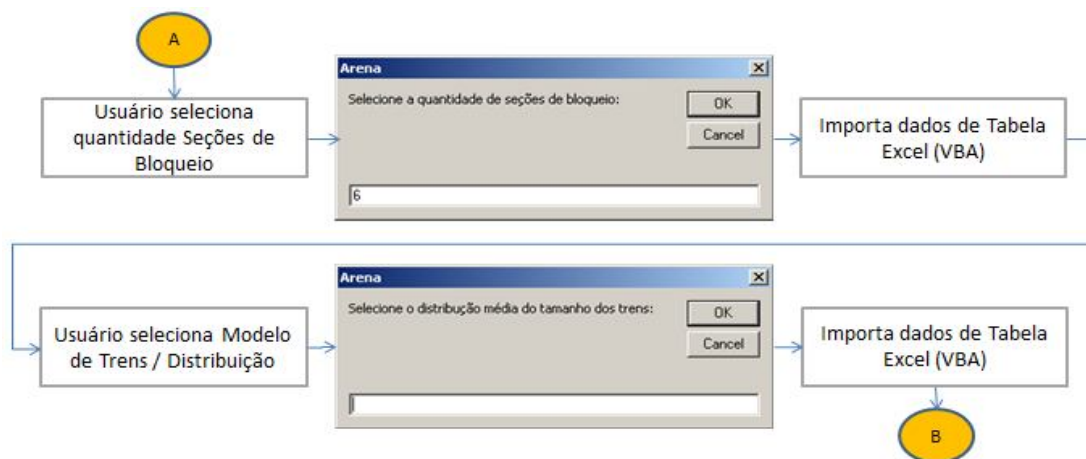 A
Usuário seleciona
quantidade Seções de
Bloqueio
Arena
Selecione a quantidade de seções de bloqueio:
OK
Cancel
6
Importa dados de Tabela
Excel (VBA)
Usuário seleciona Modelo
de Trens / Distribuição
Arena
Selecione o distribução média do tamanho dos trens:
OK
Cancel
Importa dados de Tabela
Excel (VBA)
B